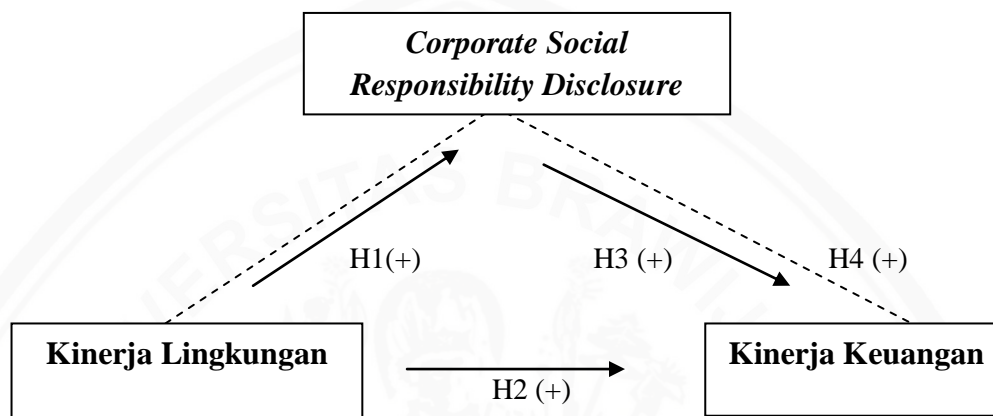 Corporate Social
Responsibility Disclosure
H1(+)
H3 (+)
H4 (+)
Kinerja Lingkungan
Kinerja Keuangan
H2 (+)